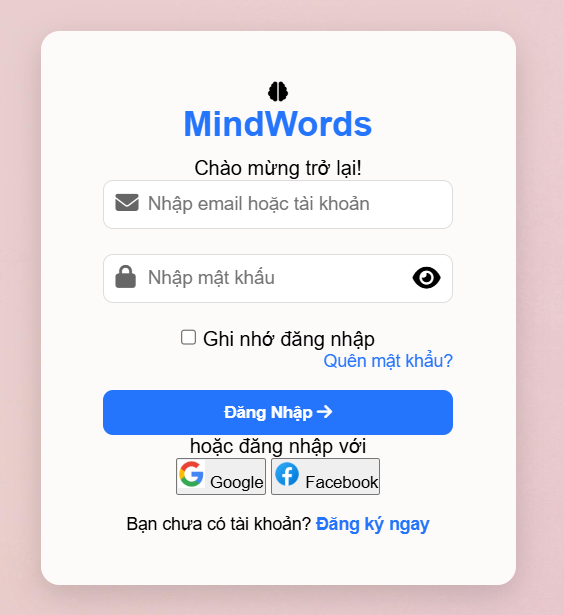 MindWords
Chào mừng trở lại!
Nhập email hoặc tài khoản
Nhập mật khấu
Ghi nhớ đăng nhập
Quên mật khẩu?
Đăng Nhập
hoặc đăng nhập với
Google Facebook
Bạn chưa có tài khoản? Đăng ký ngay